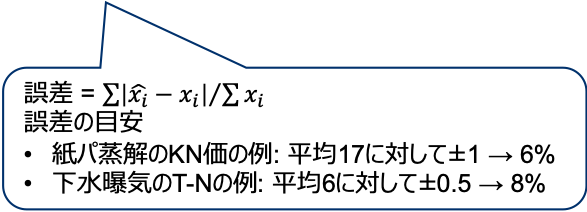 誤差 = ∑|x̂ᵢ − xᵢ|/∑ xᵢ
誤差の目安
• 紙パ蒸解のKN価の例: 平均17に対して±1 → 6%
• 下水曝気のT-Nの例: 平均6に対して±0.5 → 8%